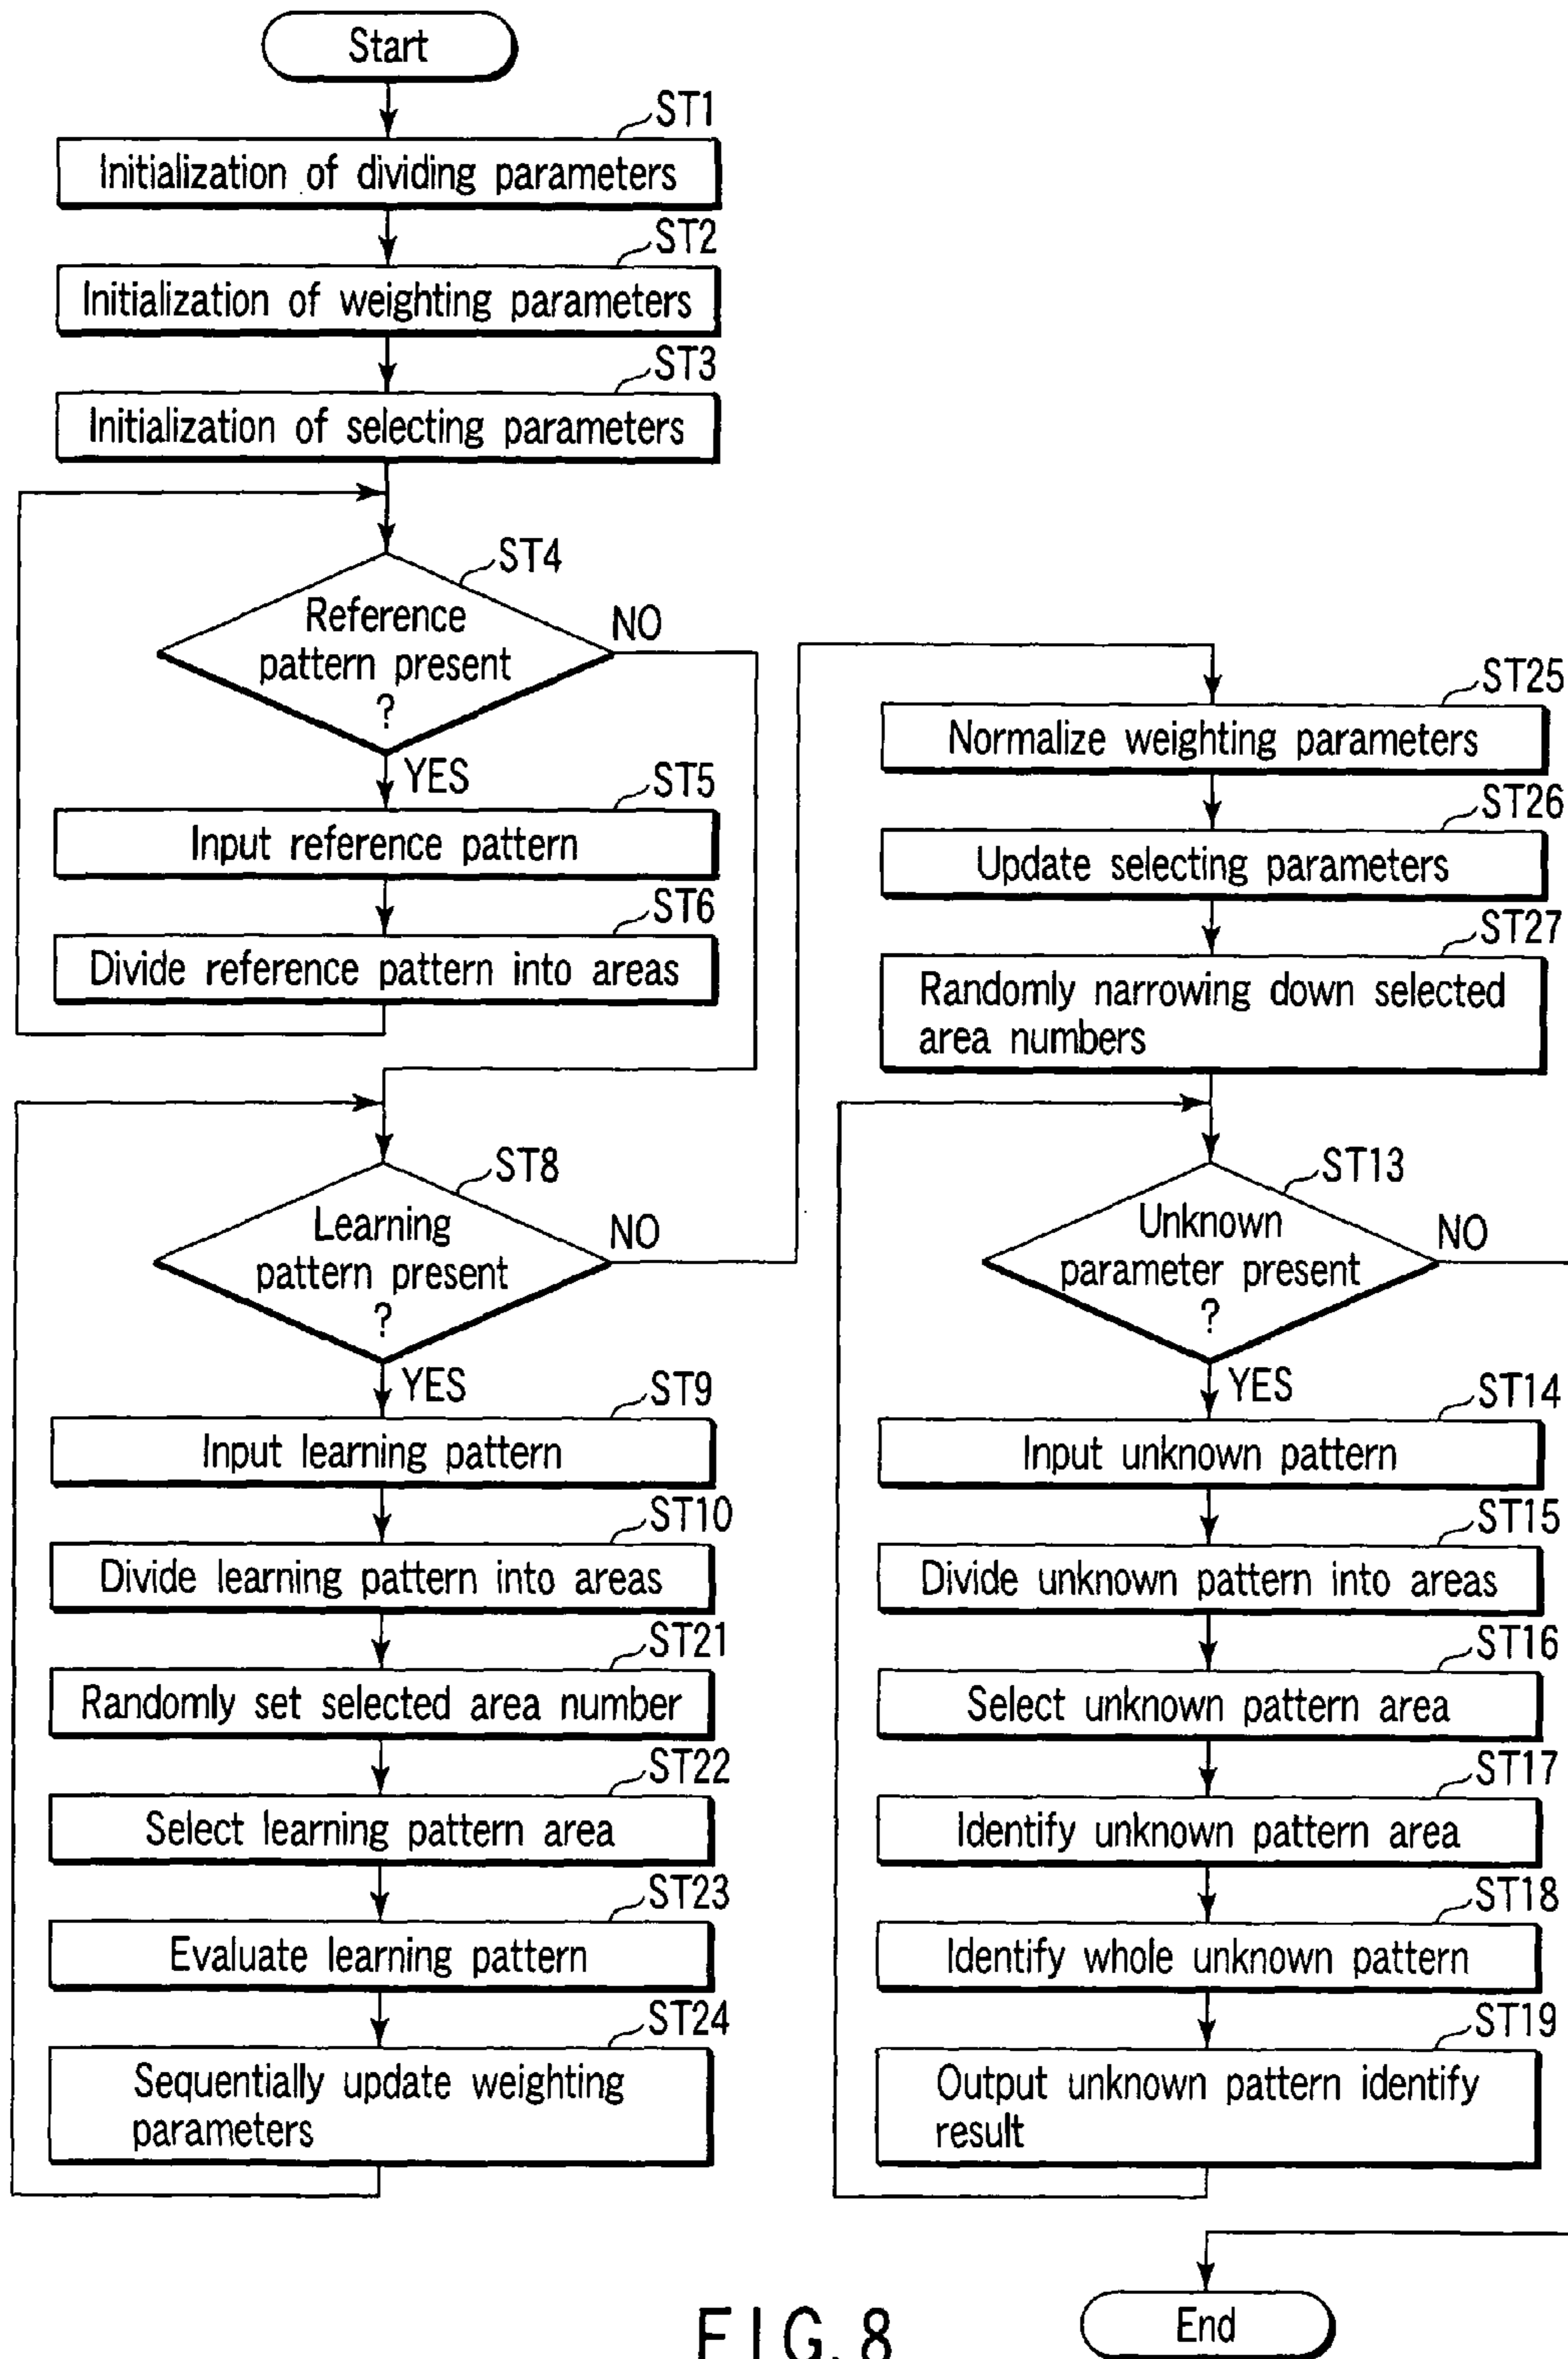 Start
ST1
Initialization of dividing parameters
ST2
Initialization of weighting parameters
ST3
Initialization of selecting parameters
ST4
Reference
pattern present
?
NO
YES
ST5
Input reference pattern
ST6
Divide reference pattern into areas
ST8
Learning
pattern present
?
NO
YES
ST9
Input learning pattern
ST10
Divide learning pattern into areas
ST21
Randomly set selected area number
ST22
Select learning pattern area
ST23
Evaluate learning pattern
ST24
Sequentially update weighting
parameters
ST25
Normalize weighting parameters
ST26
Update selecting parameters
ST27
Randomly narrowing down selected
area numbers
ST13
Unknown
parameter present
?
NO
YES
ST14
Input unknown pattern
ST15
Divide unknown pattern into areas
ST16
Select unknown pattern area
ST17
Identify unknown pattern area
ST18
Identify whole unknown pattern
ST19
Output unknown pattern identify
result
End
FIG. 8